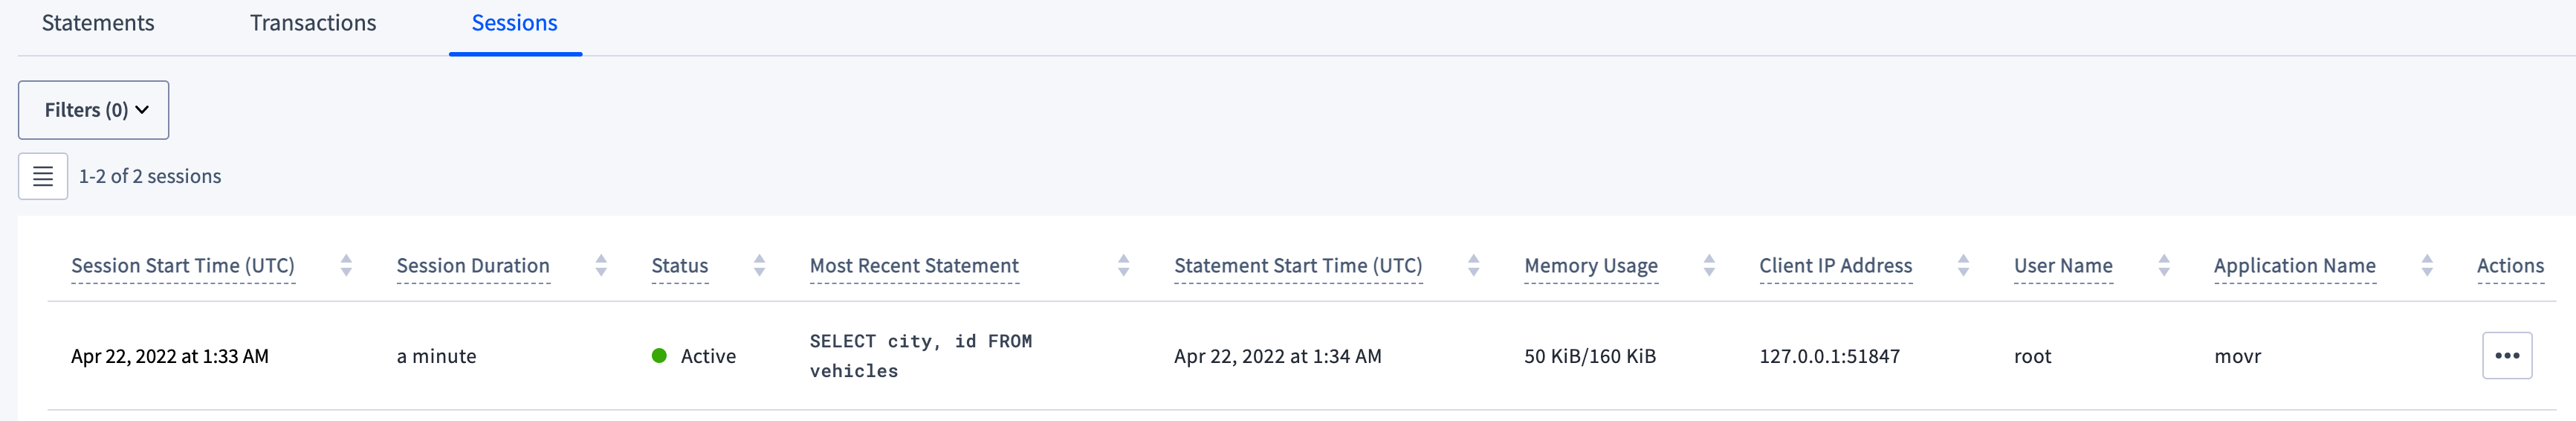 Statements Transactions Sessions
Filters (0)
1-2 of 2 sessions
Session Start Time (UTC) Session Duration Status Most Recent Statement Statement Start Time (UTC) Memory Usage Client IP Address User Name Application Name Actions
Apr 22, 2022 at 1:33 AM a minute Active SELECT city, id FROM Apr 22, 2022 at 1:34 AM 50 KiB/160 KiB 127.0.0.1:51847 root movr
vehicles